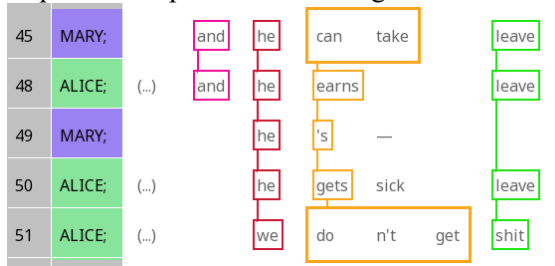 45 MARY; and he can take leave
48 ALICE; (...) and he earns leave
49 MARY; he 's —
50 ALICE; (...) he gets sick leave
51 ALICE; (...) we do n't get shit